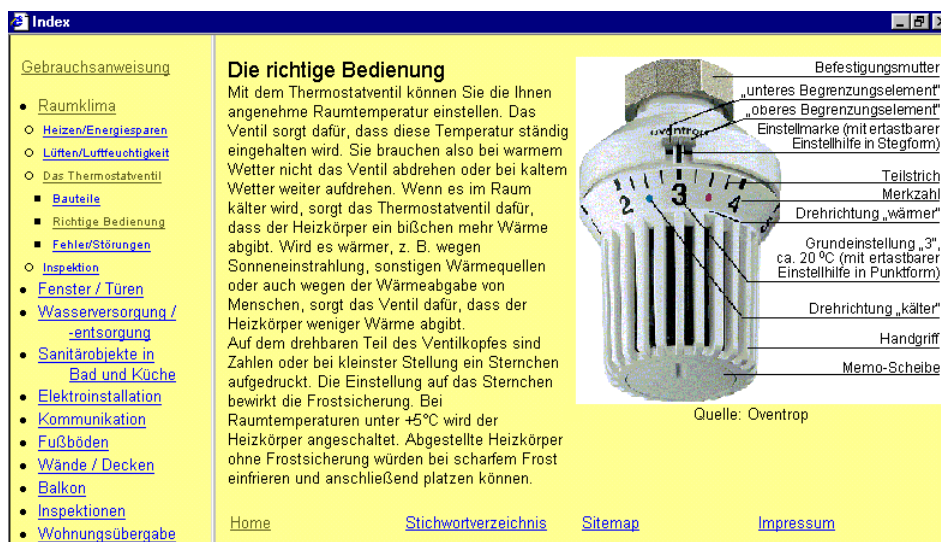 Index
Gebrauchsanweisung
Raumklima
Heizen/Energiesparen
Lüften/Luftfeuchtigkeit
Das Thermostatventil
Bauteile
Richtige Bedienung
Fehler/Störungen
Inspektion
Fenster / Türen
Wasserversorgung /
-entsorgung
Sanitärobjekte in
Bad und Küche
Elektroinstallation
Kommunikation
Fußböden
Wände / Decken
Balkon
Inspektionen
Wohnungsübergabe
Die richtige Bedienung
Mit dem Thermostatventil können Sie die Ihnen
angenehme Raumtemperatur einstellen. Das
Ventil sorgt dafür, dass diese Temperatur ständig
eingehalten wird. Sie brauchen also bei warmem
Wetter nicht das Ventil abdrehen oder bei kaltem
Wetter weiter aufdrehen. Wenn es im Raum
kälter wird, sorgt das Thermostatventil dafür,
dass der Heizkörper ein bißchen mehr Wärme
abgibt. Wird es wärmer, z. B. wegen
Sonneneinstrahlung, sonstigen Wärmequellen
oder auch wegen der Wärmeabgabe von
Menschen, sorgt das Ventil dafür, dass der
Heizkörper weniger Wärme abgibt.
Auf dem drehbaren Teil des Ventilkopfes sind
Zahlen oder bei kleinster Stellung ein Sternchen
aufgedruckt. Die Einstellung auf das Sternchen
bewirkt die Frostsicherung. Bei
Raumtemperaturen unter +5°C wird der
Heizkörper angeschaltet. Abgestellte Heizkörper
ohne Frostsicherung würden bei scharfem Frost
einfrieren und anschließend platzen können.
Befestigungsmutter
„unteres Begrenzungselement"
„oberes Begrenzungselement"
Einstellmarke (mit ertastbarer
Einstellhilfe in Stegform)
Teilstrich
Merkzahl
Drehrichtung „wärmer"
Grundeinstellung „3",
ca. 20 ºC (mit ertastbarer
Einstellhilfe in Punktform)
Drehrichtung „kälter"
Handgriff
Memo-Scheibe
oventrop
2 3 4
Quelle: Oventrop
Home Stichwortverzeichnis Sitemap Impressum